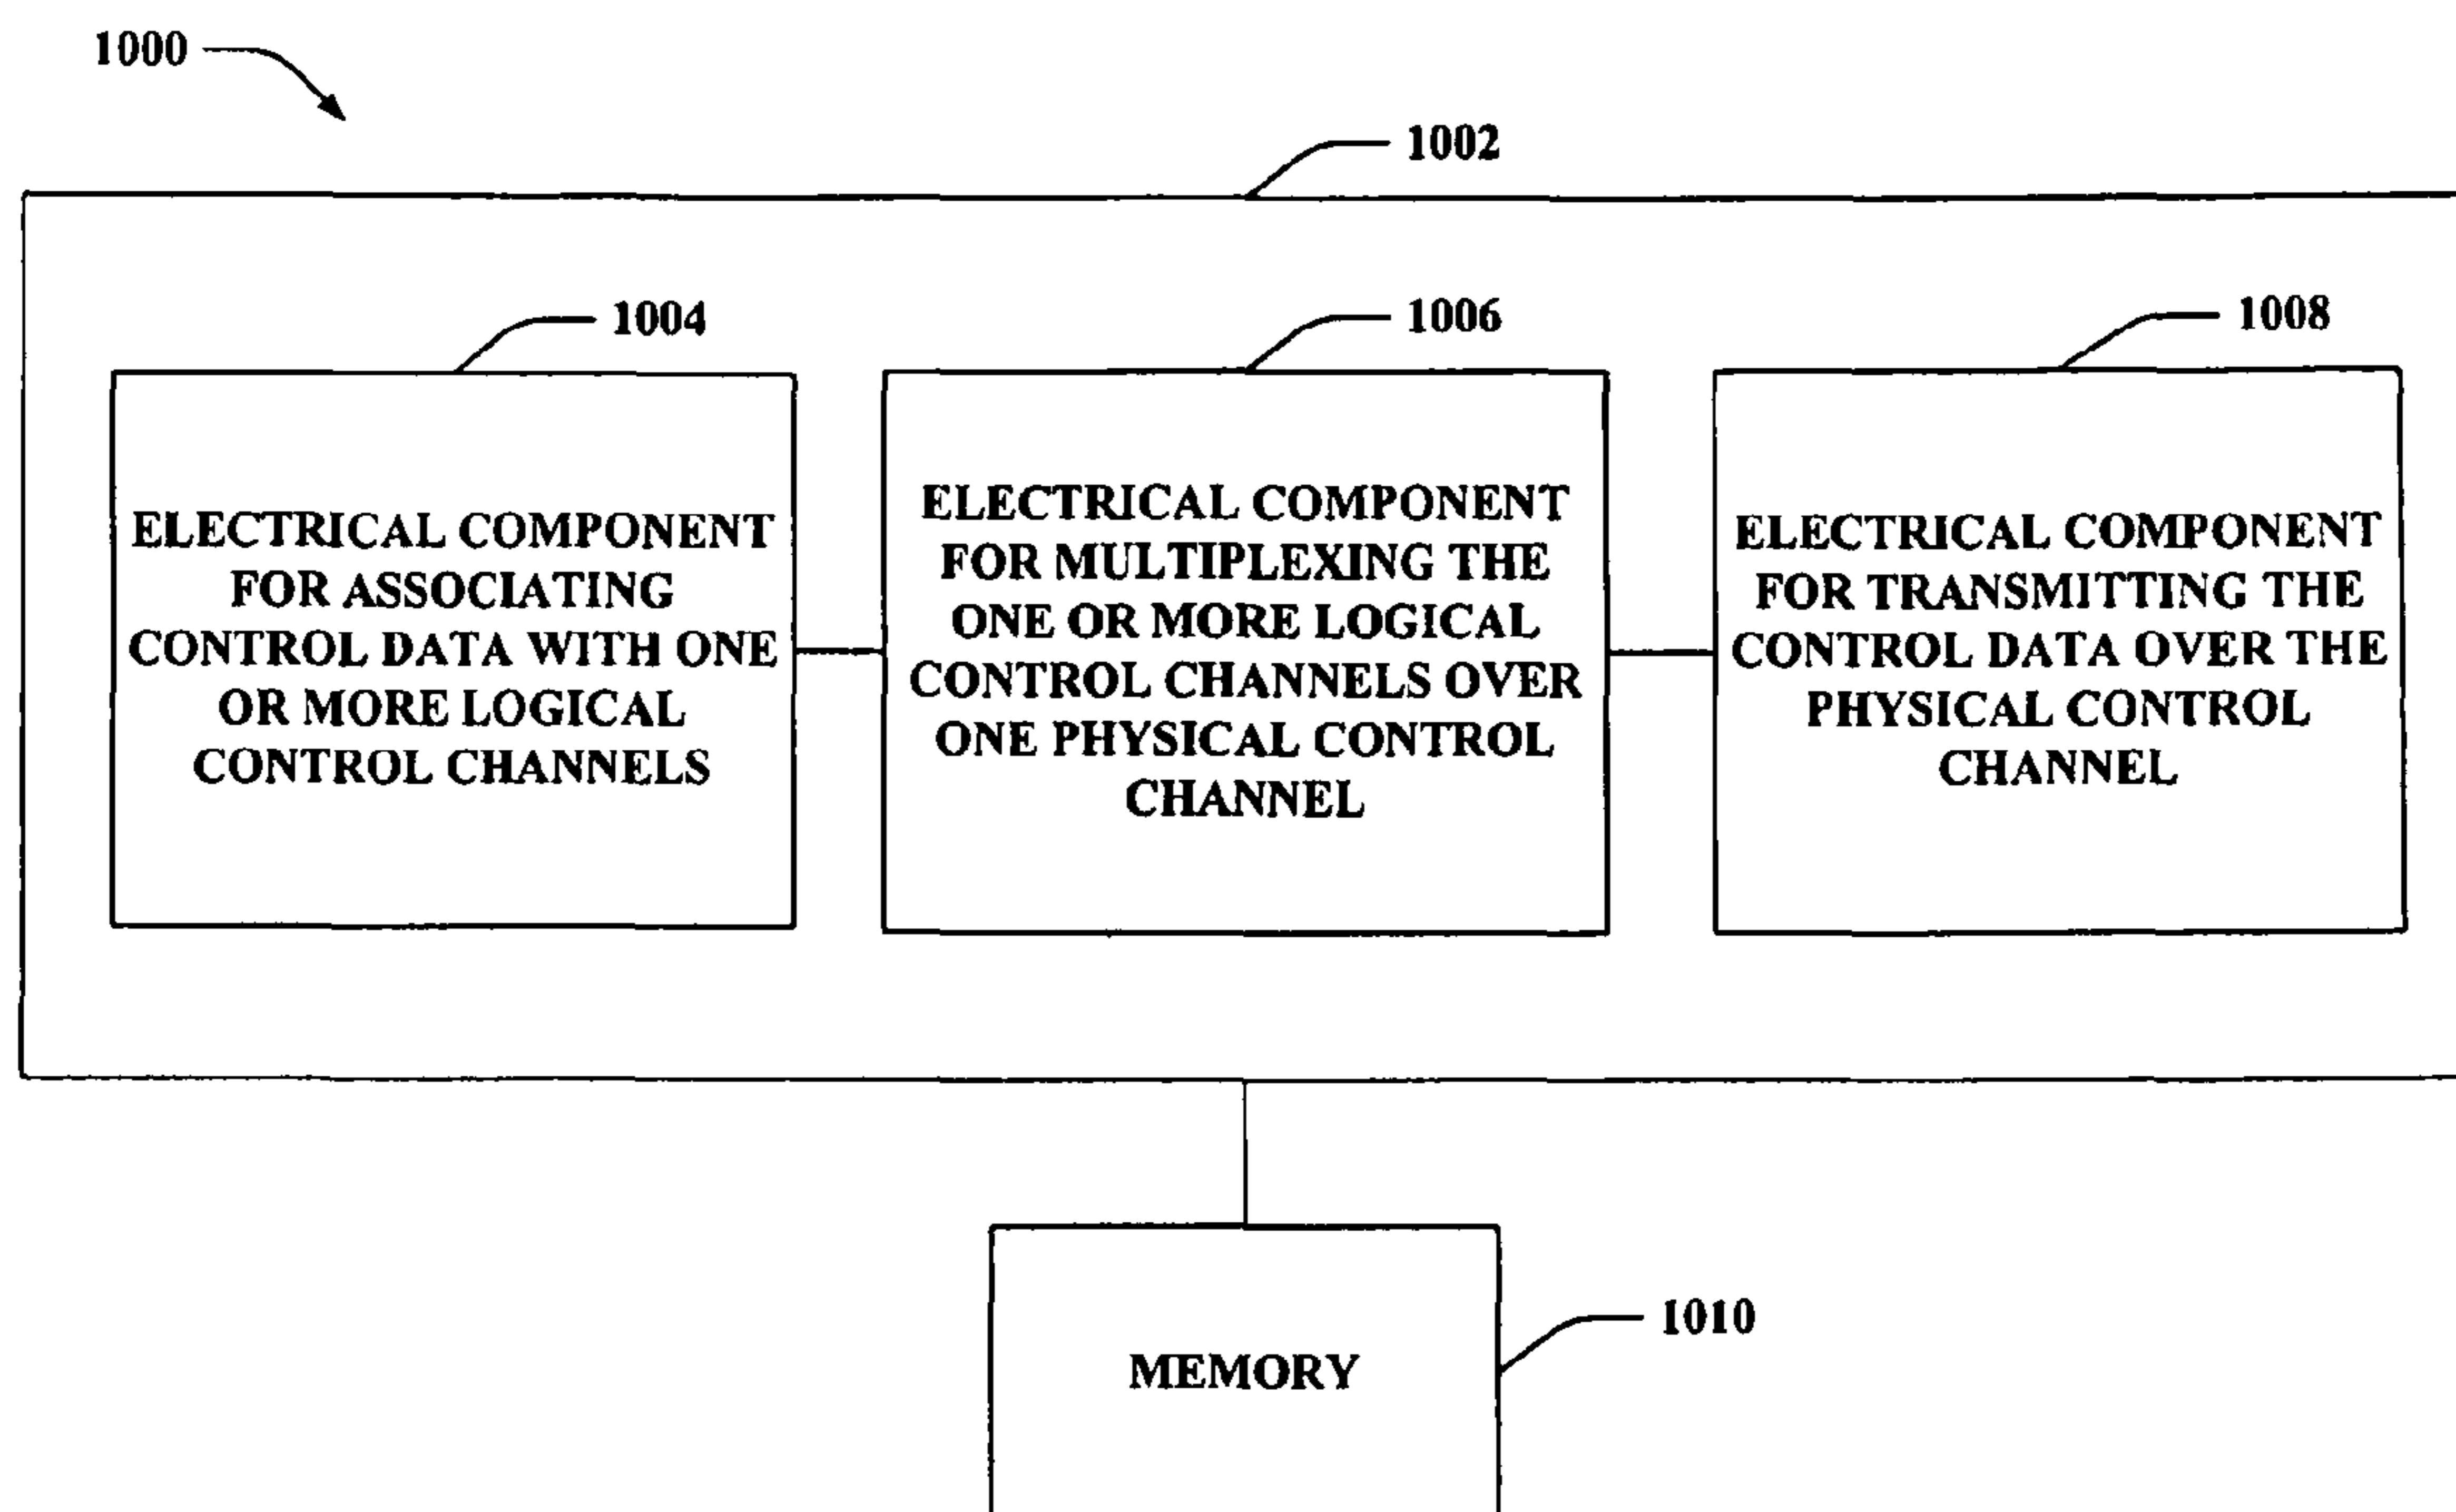 1000
1002
1004
1006
1008
ELECTRICAL COMPONENT
FOR ASSOCIATING
CONTROL DATA WITH ONE
OR MORE LOGICAL
CONTROL CHANNELS
ELECTRICAL COMPONENT
FOR MULTIPLEXING THE
ONE OR MORE LOGICAL
CONTROL CHANNELS OVER
ONE PHYSICAL CONTROL
CHANNEL
ELECTRICAL COMPONENT
FOR TRANSMITTING THE
CONTROL DATA OVER THE
PHYSICAL CONTROL
CHANNEL
1010
MEMORY